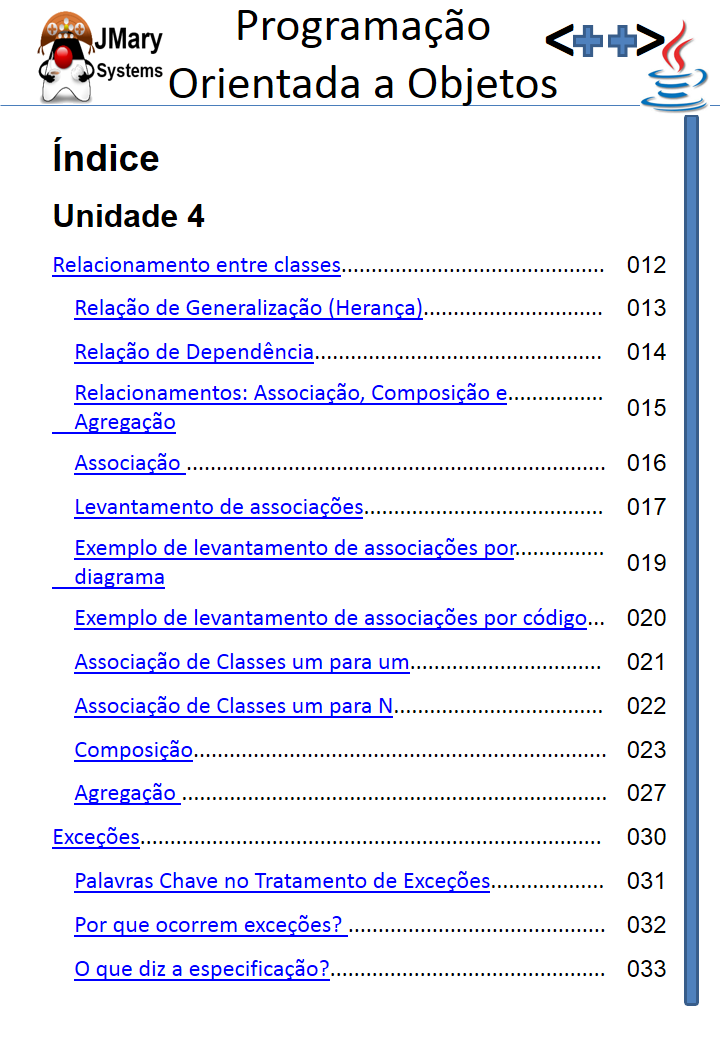 JMary
Systems
Programação
Orientada a Objetos
<++>
Índice
Unidade 4
Relacionamento entre classes............................................ 012
Relação de Generalização (Herança).............................. 013
Relação de Dependência................................................ 014
Relacionamentos: Associação, Composição e................ 015
Agregação
Associação ...................................................................... 016
Levantamento de associações........................................ 017
Exemplo de levantamento de associações por............... 019
diagrama
Exemplo de levantamento de associações por código... 020
Associação de Classes um para um................................ 021
Associação de Classes um para N................................... 022
Composição..................................................................... 023
Agregação ....................................................................... 027
Exceções............................................................................. 030
Palavras Chave no Tratamento de Exceções................... 031
Por que ocorrem exceções? ........................................... 032
O que diz a especificação?.............................................. 033